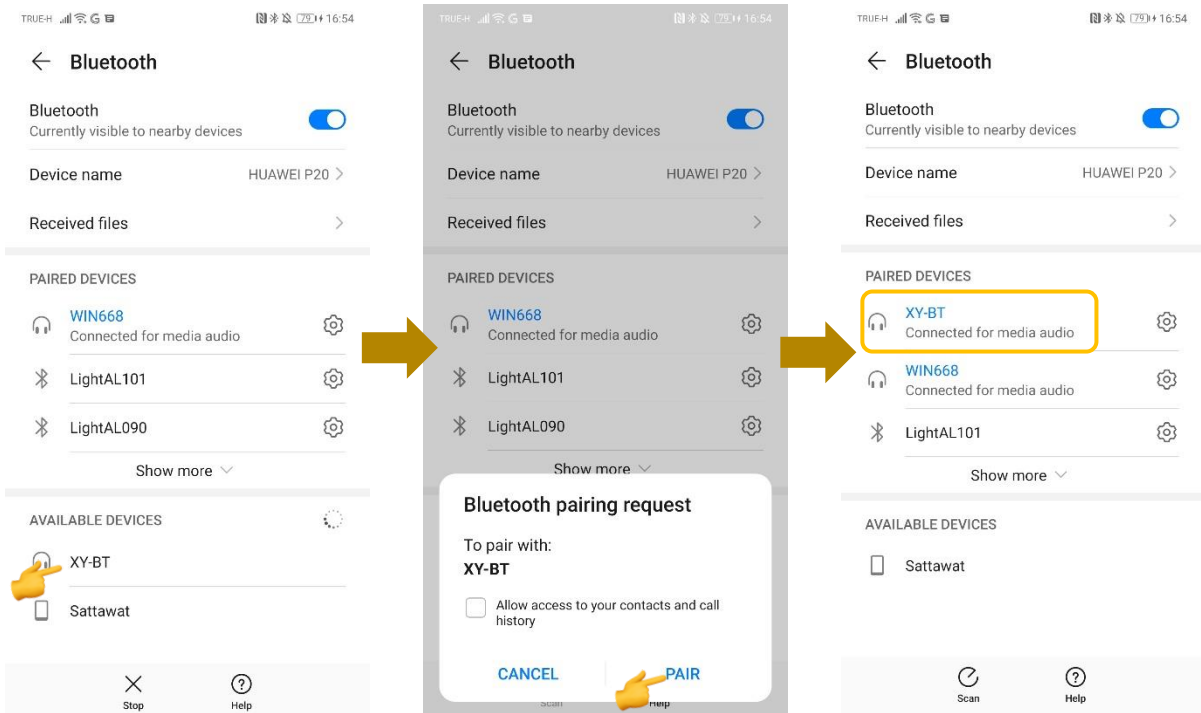 TRUE-H 79 16:54
Bluetooth
Bluetooth
Currently visible to nearby devices
Device name HUAWEI P20
Received files
PAIRED DEVICES
WIN668
Connected for media audio
LightAL101
LightAL090
Show more
AVAILABLE DEVICES
XY-BT
Sattawat
Stop Help
TRUE-H 79 16:54
Bluetooth
Bluetooth
Currently visible to nearby devices
Device name HUAWEI P20
Received files
PAIRED DEVICES
WIN668
Connected for media audio
LightAL101
LightAL090
Show more
Bluetooth pairing request
To pair with:
XY-BT
Allow access to your contacts and call
history
CANCEL PAIR
Scan Help
TRUE-H 79 16:54
Bluetooth
Bluetooth
Currently visible to nearby devices
Device name HUAWEI P20
Received files
PAIRED DEVICES
XY-BT
Connected for media audio
WIN668
Connected for media audio
LightAL101
Show more
AVAILABLE DEVICES
Sattawat
Scan Help